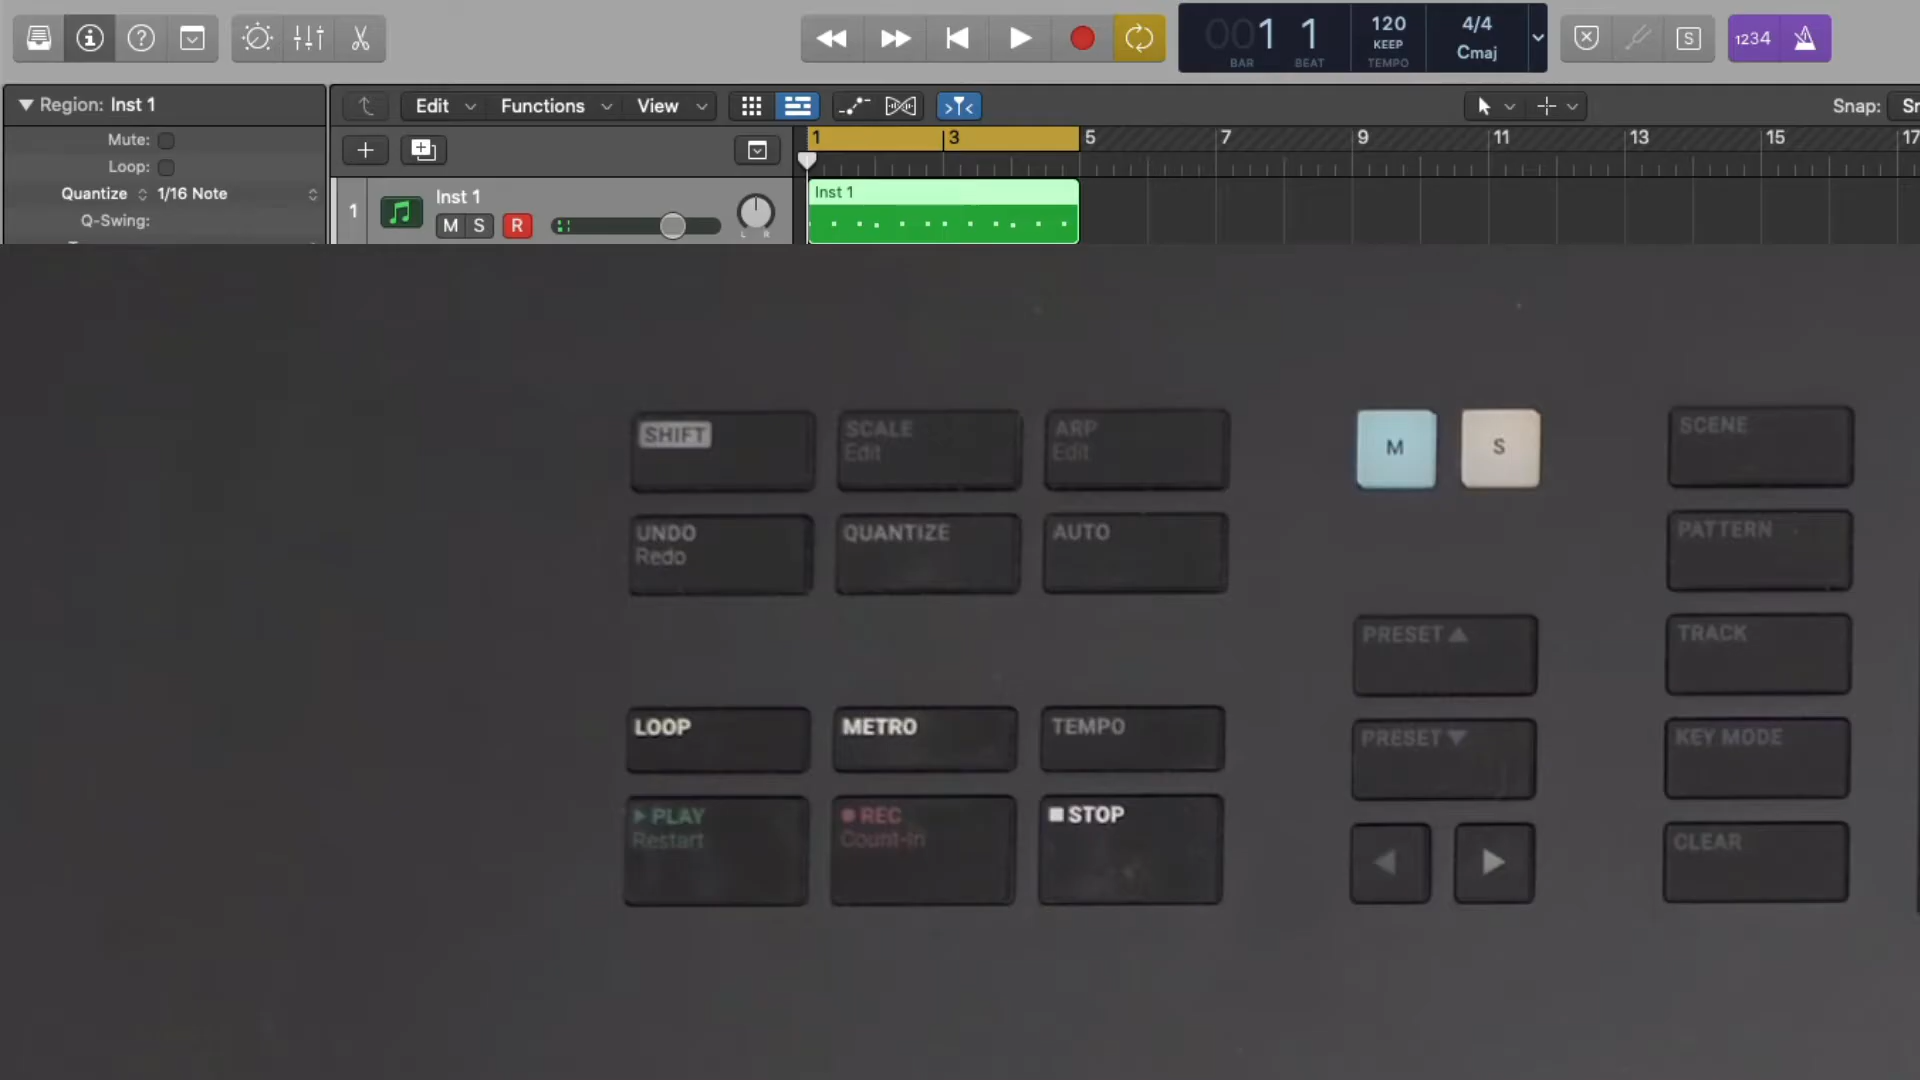 001 1
BAR BEAT
120
KEEP
TEMPO
4/4
Cmaj
S
1234
Region: Inst 1
Edit Functions View
Snap: Sn
Mute:
Loop:
Quantize 1/16 Note
Q-Swing:
1 3 5 7 9 11 13 15 17
1
Inst 1
M S R
L R
Inst 1
SHIFT
SCALE
Edit
ARP
Edit
M
S
SCENE
UNDO
Redo
QUANTIZE
AUTO
PATTERN
PRESET
TRACK
LOOP
METRO
TEMPO
PRESET
KEY MODE
PLAY
Restart
REC
Count-in
STOP
CLEAR